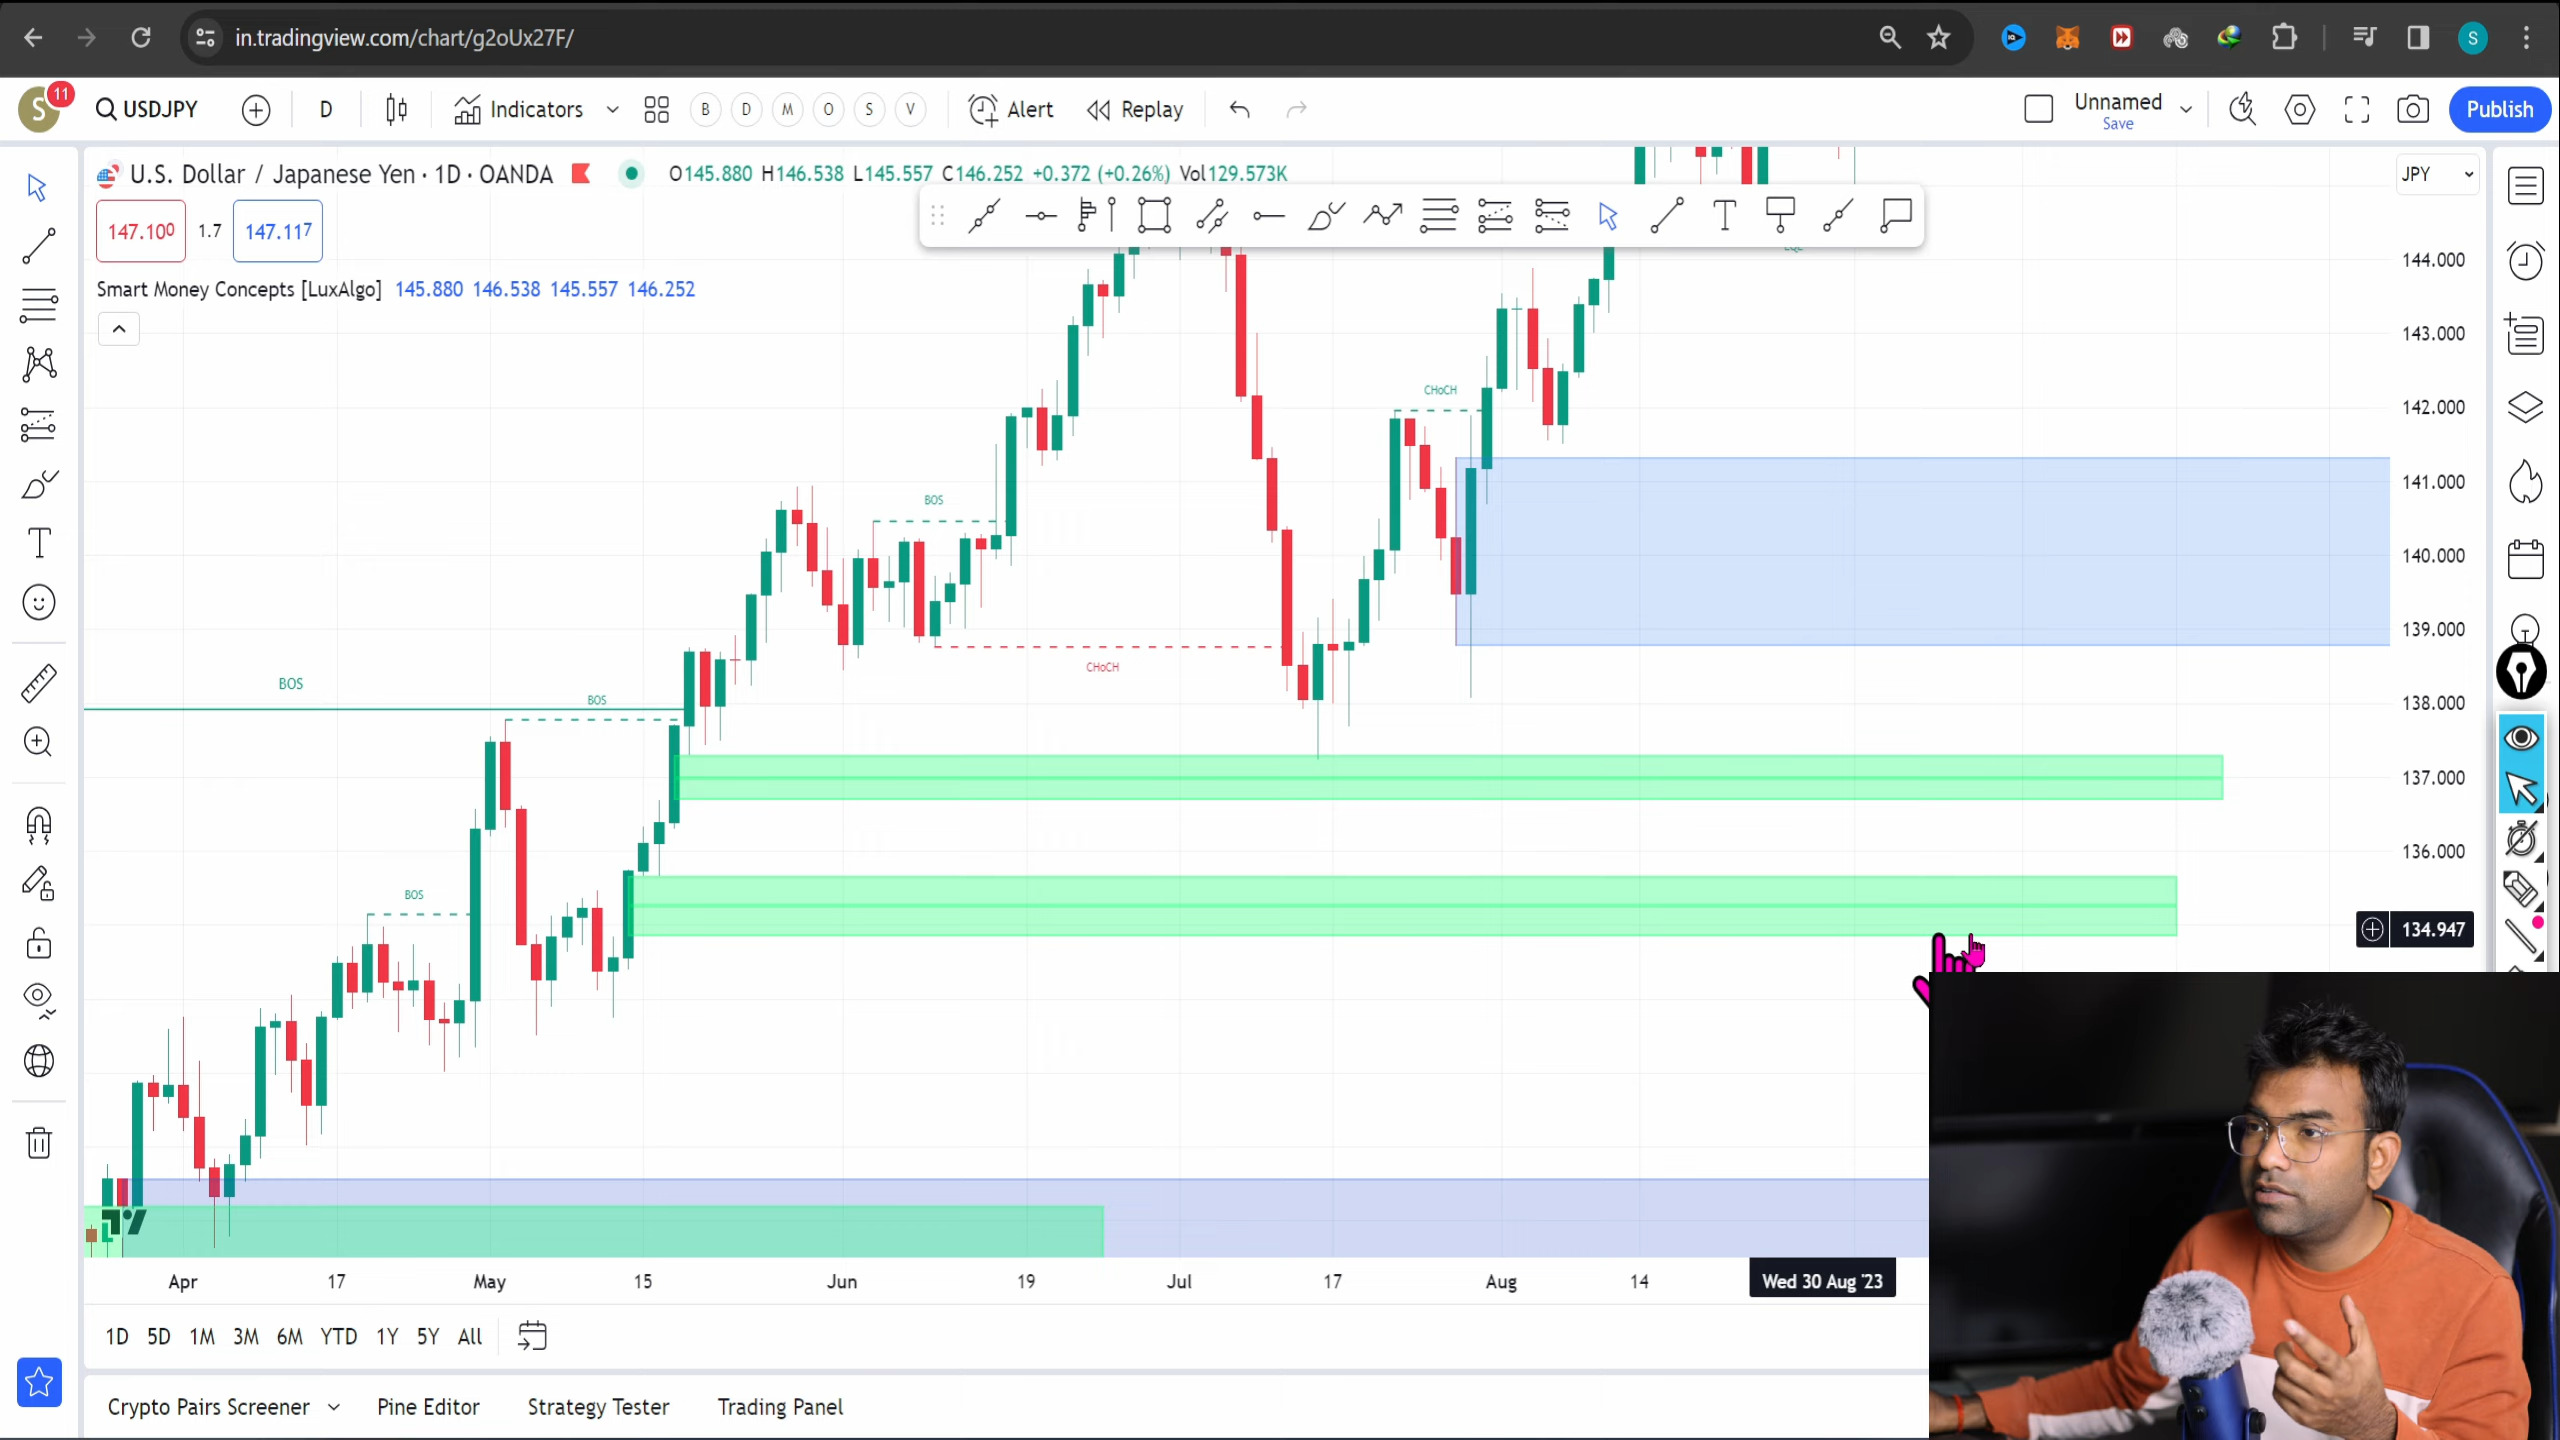 in.tradingview.com/chart/g2oUx27F/
S
S
11
USDJPY
D
Indicators
B
D
M
O
S
V
Alert
Replay
Unnamed
Save
Publish
U.S. Dollar / Japanese Yen · 1D · OANDA
O145.880 H146.538 L145.557 C146.252 +0.372 (+0.26%) Vol129.573K
JPY
147.100
1.7
147.117
Smart Money Concepts [LuxAlgo] 145.880 146.538 145.557 146.252
144.000
143.000
142.000
141.000
140.000
139.000
138.000
137.000
136.000
134.947
CHoCH
BOS
CHoCH
BOS
BOS
BOS
Apr
17
May
15
Jun
19
Jul
17
Aug
14
Wed 30 Aug '23
1D 5D 1M 3M 6M YTD 1Y 5Y All
Crypto Pairs Screener
Pine Editor
Strategy Tester
Trading Panel